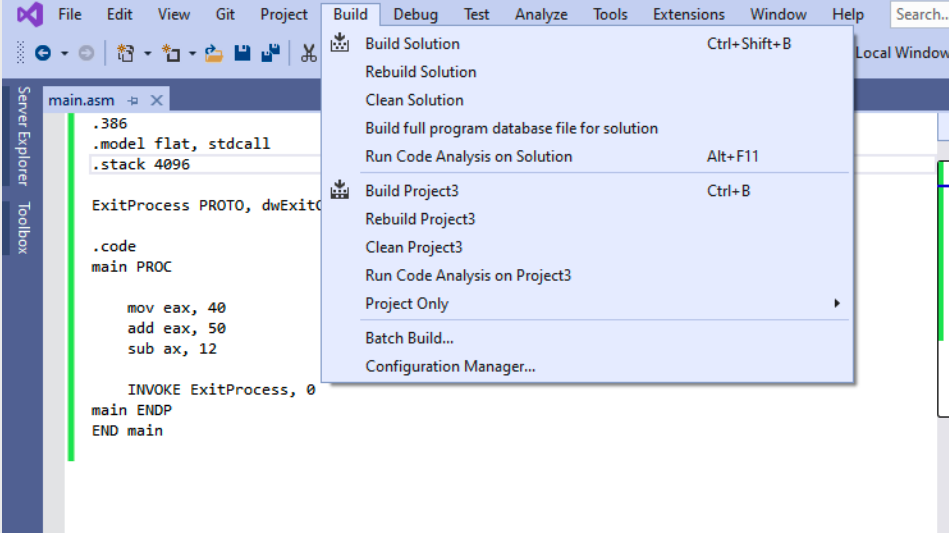 File Edit View Git Project Build Debug Test Analyze Tools Extensions Window Help Search...
Local Window
Server Explorer
Toolbox
main.asm
.386
.model flat, stdcall
.stack 4096
ExitProcess PROTO, dwExitC
.code
main PROC
mov eax, 40
add eax, 50
sub ax, 12
INVOKE ExitProcess, 0
main ENDP
END main
Build Solution Ctrl+Shift+B
Rebuild Solution
Clean Solution
Build full program database file for solution
Run Code Analysis on Solution Alt+F11
Build Project3 Ctrl+B
Rebuild Project3
Clean Project3
Run Code Analysis on Project3
Project Only
Batch Build...
Configuration Manager...